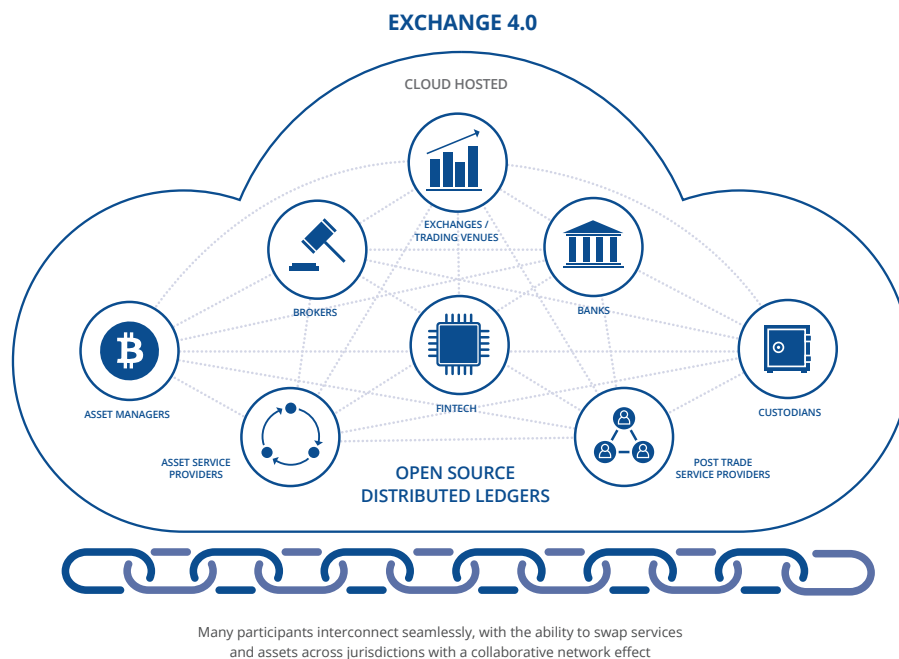 EXCHANGE 4.0
CLOUD HOSTED
EXCHANGES /
TRADING VENUES
BROKERS
BANKS
ASSET MANAGERS
FINTECH
CUSTODIANS
ASSET SERVICE
PROVIDERS
POST TRADE
SERVICE PROVIDERS
OPEN SOURCE
DISTRIBUTED LEDGERS
Many participants interconnect seamlessly, with the ability to swap services
and assets across jurisdictions with a collaborative network effect